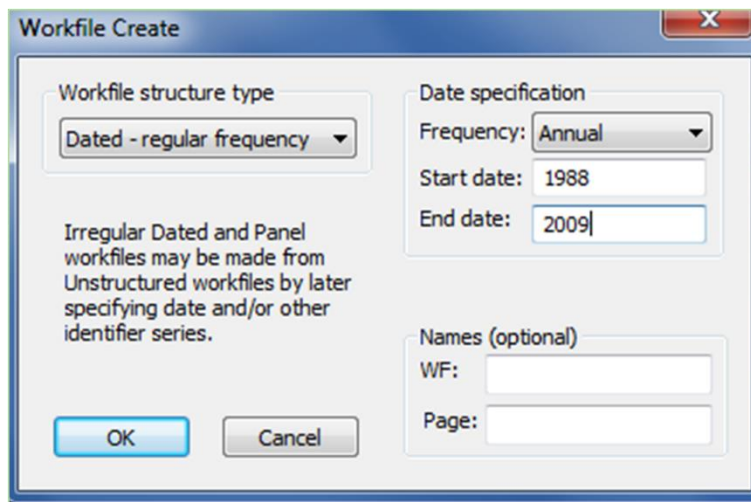 Workfile Create
Workfile structure type
Dated - regular frequency
Irregular Dated and Panel
workfiles may be made from
Unstructured workfiles by later
specifying date and/or other
identifier series.
Date specification
Frequency: Annual
Start date: 1988
End date: 2009
Names (optional)
WF:
Page:
OK
Cancel